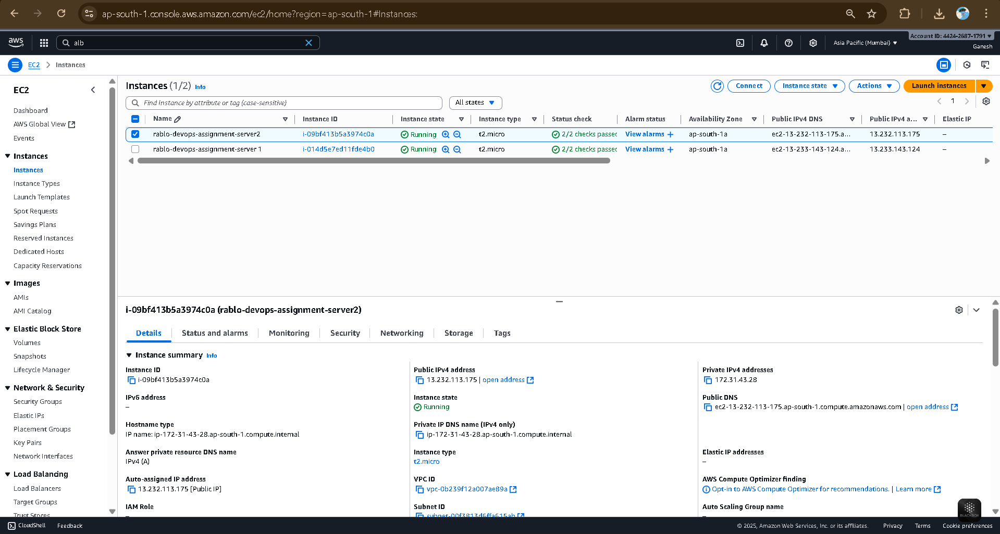 ap-south-1.console.aws.amazon.com/ec2/home?region=ap-south-1#Instances:
aws
alb
Asia Pacific (Mumbai)
Account ID: 4424-2687-1791
Ganesh
EC2 Instances
EC2
Dashboard
AWS Global View
Events
Instances
Instances
Instance Types
Launch Templates
Spot Requests
Savings Plans
Reserved Instances
Dedicated Hosts
Capacity Reservations
Images
AMIs
AMI Catalog
Elastic Block Store
Volumes
Snapshots
Lifecycle Manager
Network & Security
Security Groups
Elastic IPs
Placement Groups
Key Pairs
Network Interfaces
Load Balancing
Load Balancers
Target Groups
Trust Stores
Instances (1/2) Info
Connect Instance state Actions Launch instances
Find Instance by attribute or tag (case-sensitive) All states 1
Name Instance ID Instance state Instance type Status check Alarm status Availability Zone Public IPv4 DNS Public IPv4 a... Elastic IP
rablo-devops-assignment-server2 i-09bf413b5a3974c0a Running t2.micro 2/2 checks passec View alarms + ap-south-1a ec2-13-232-113-175.a... 13.232.113.175 –
rablo-devops-assignment-server 1 i-014d5e7ed11fde4b0 Running t2.micro 2/2 checks passec View alarms + ap-south-1a ec2-13-233-143-124.a... 13.233.143.124 –
i-09bf413b5a3974c0a (rablo-devops-assignment-server2)
Details Status and alarms Monitoring Security Networking Storage Tags
Instance summary Info
Instance ID
i-09bf413b5a3974c0a
Public IPv4 address
13.232.113.175 | open address
Private IPv4 addresses
172.31.43.28
IPv6 address
–
Instance state
Running
Public DNS
ec2-13-232-113-175.ap-south-1.compute.amazonaws.com | open address
Hostname type
IP name: ip-172-31-43-28.ap-south-1.compute.internal
Private IP DNS name (IPv4 only)
ip-172-31-43-28.ap-south-1.compute.internal
Answer private resource DNS name
IPv4 (A)
Instance type
t2.micro
Elastic IP addresses
–
Auto-assigned IP address
13.232.113.175 [Public IP]
VPC ID
vpc-0b239f12a007ae89a
AWS Compute Optimizer finding
Opt-in to AWS Compute Optimizer for recommendations. | Learn more
IAM Role
–
Subnet ID
subnet-00f3813d6ffa615ab
Auto Scaling Group name
–
BLACKBOX
CloudShell Feedback
© 2025, Amazon Web Services, Inc. or its affiliates. Privacy Terms Cookie preferences